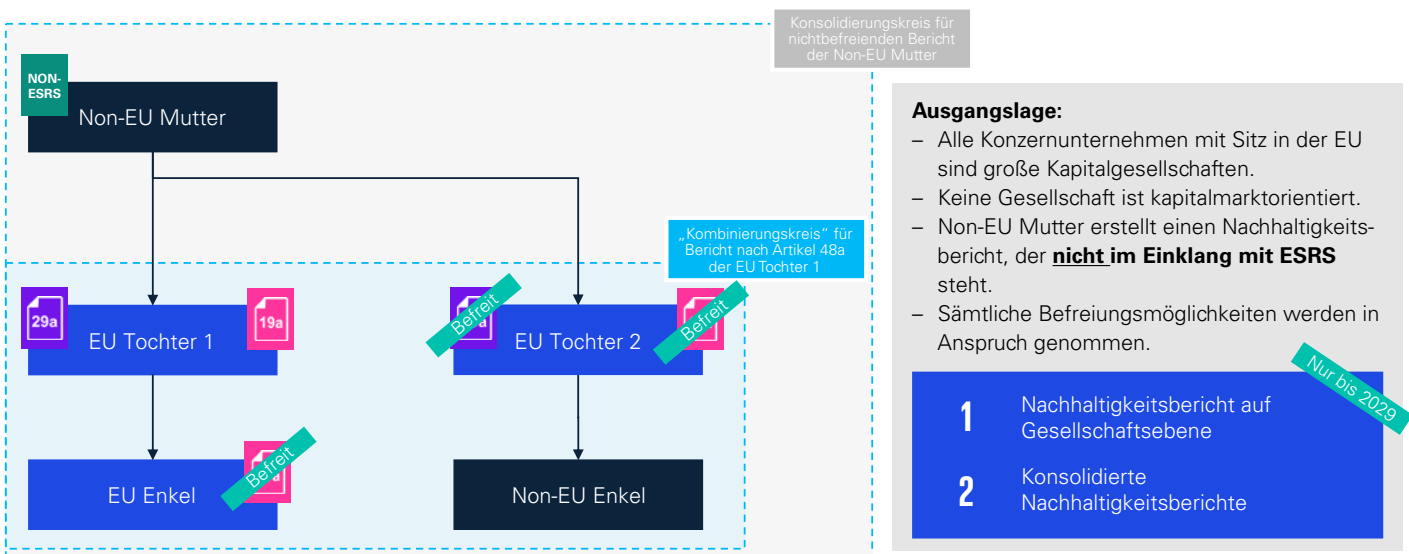 Konsolidierungskreis für
nichtbefreienden Bericht
der Non-EU Mutter
NON-
ESRS
Non-EU Mutter
„Kombinierungskreis“ für
Bericht nach Artikel 48a
der EU Tochter 1
29a
EU Tochter 1
19a
Befreit
a
EU Tochter 2
Befreit
EU Enkel
Befreit
a
Non-EU Enkel
Ausgangslage:
– Alle Konzernunternehmen mit Sitz in der EU
sind große Kapitalgesellschaften.
– Keine Gesellschaft ist kapitalmarktorientiert.
– Non-EU Mutter erstellt einen Nachhaltigkeits-
bericht, der nicht im Einklang mit ESRS
steht.
– Sämtliche Befreiungsmöglichkeiten werden in
Anspruch genommen.
Nur bis 2029
1 Nachhaltigkeitsbericht auf
Gesellschaftsebene
2 Konsolidierte
Nachhaltigkeitsberichte